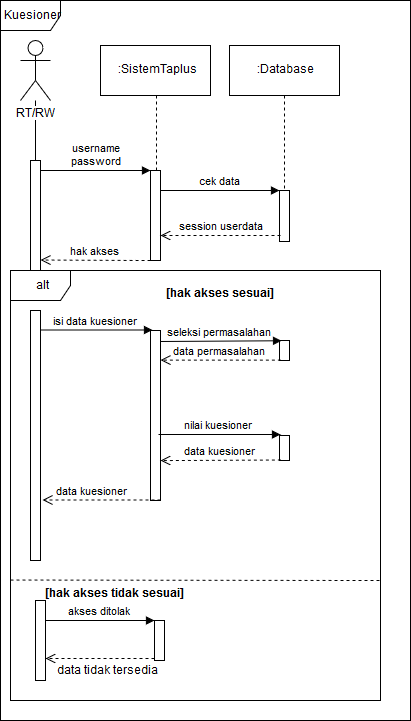 Kuesioner
RT/RW
:SistemTaplus
:Database
username
password
cek data
session userdata
hak akses
alt
[hak akses sesuai]
isi data kuesioner
seleksi permasalahan
data permasalahan
nilai kuesioner
data kuesioner
data kuesioner
[hak akses tidak sesuai]
akses ditolak
data tidak tersedia